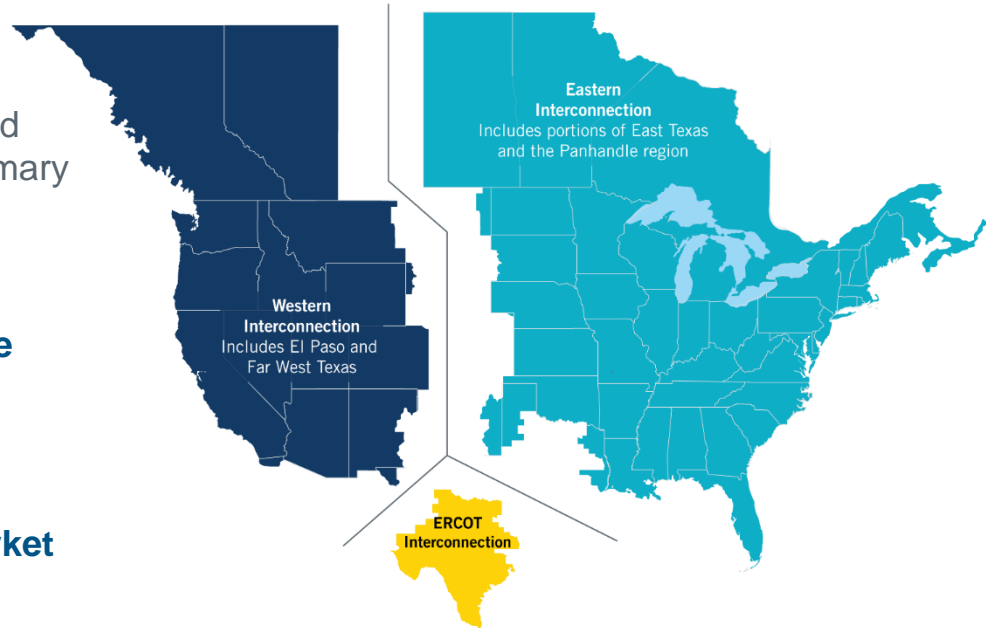 d
mary
Eastern
Interconnection
Includes portions of East Texas
and the Panhandle region
Western
Interconnection
Includes El Paso and
Far West Texas
e
ERCOT
Interconnection
ket